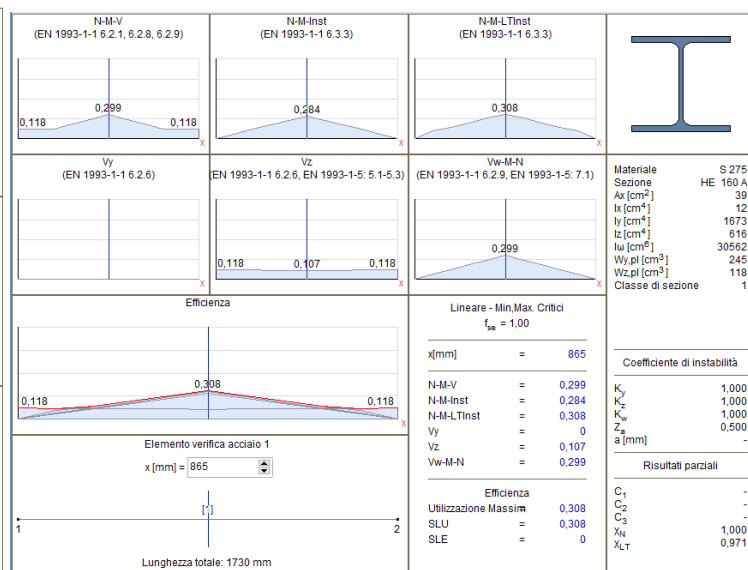 N-M-V
(EN 1993-1-1 6.2.1, 6.2.8, 6.2.9)
0,118
0,299
0,118
x
N-M-Inst
(EN 1993-1-1 6.3.3)
0,284
x
N-M-LTInst
(EN 1993-1-1 6.3.3)
0,308
x
Vy
(EN 1993-1-1 6.2.6)
x
Vz
(EN 1993-1-1 6.2.6, EN 1993-1-5: 5.1-5.3)
0,118
0,107
0,118
x
Vw-M-N
(EN 1993-1-1 6.2.9, EN 1993-1-5: 7.1)
0,299
x
Materiale S 275
Sezione HE 160 A
Ax [cm²] 39
Ix [cm⁴] 12
Iy [cm⁴] 1673
Iz [cm⁴] 616
Iω [cm⁶] 30562
Wy,pl [cm³] 245
Wz,pl [cm³] 118
Classe di sezione 1
Efficienza
0,118
0,308
0,118
x
Lineare - Min,Max. Critici
fse = 1,00
x[mm] = 865
N-M-V = 0,299
N-M-Inst = 0,284
N-M-LTInst = 0,308
Vy = 0
Vz = 0,107
Vw-M-N = 0,299
Efficienza
Utilizzazione Massim = 0,308
SLU = 0,308
SLE = 0
Coefficiente di instabilità
Ky 1,000
Kz 1,000
Kw 1,000
Za 0,500
a [mm] -
Risultati parziali
C1 -
C2 -
C3 -
χN 1,000
χLT 0,971
Elemento verifica acciaio 1
x [mm] = 865
[1]
1
2
Lunghezza totale: 1730 mm